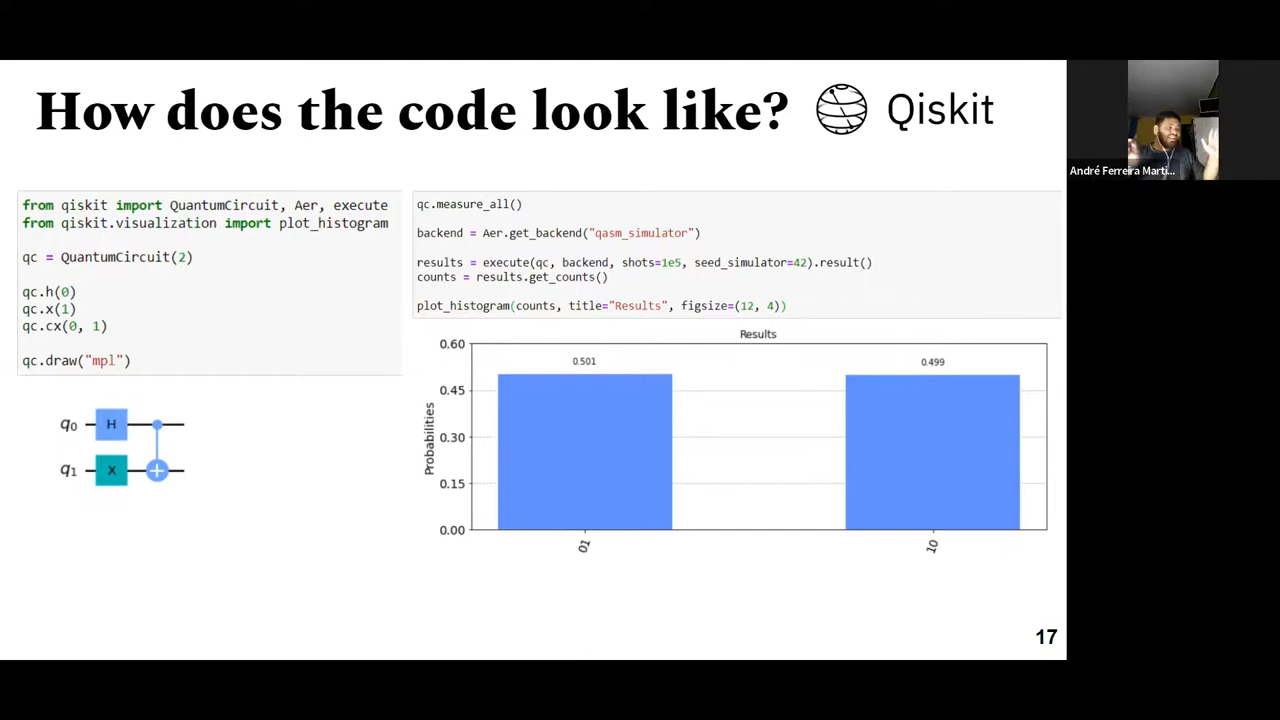 How does the code look like?
Qiskit
André Ferreira Marti...
from qiskit import QuantumCircuit, Aer, execute
from qiskit.visualization import plot_histogram
qc = QuantumCircuit(2)
qc.h(0)
qc.x(1)
qc.cx(0, 1)
qc.draw("mpl")
q0 H
q1 X
qc.measure_all()
backend = Aer.get_backend("qasm_simulator")
results = execute(qc, backend, shots=1e5, seed_simulator=42).result()
counts = results.get_counts()
plot_histogram(counts, title="Results", figsize=(12, 4))
Results
0.60
0.45
0.30
0.15
0.00
Probabilities
0.501
0.499
01
10
17